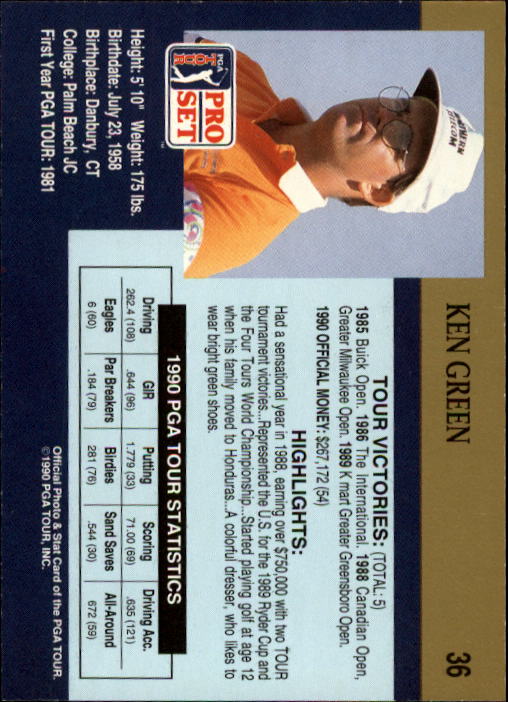 KEN GREEN
36
TOUR VICTORIES: (TOTAL: 5)
1985 Buick Open. 1986 The International. 1988 Canadian Open,
Greater Milwaukee Open. 1989 K mart Greater Greensboro Open.
1990 OFFICIAL MONEY: $267,172 (54)
HIGHLIGHTS:
Had a sensational year in 1988, earning over $750,000 with two TOUR
tournament victories...Represented the U.S. for the 1989 Ryder Cup and
the Four Tours World Championship....Started playing golf at age 12
when his family moved to Honduras...A colorful dresser, who likes to
wear bright green shoes.
PGA
TOUR
PRO
SET
™
Height: 5' 10" Weight: 175 lbs.
Birthdate: July 23, 1958
Birthplace: Danbury, CT
College: Palm Beach JC
First Year PGA TOUR: 1981
1990 PGA TOUR STATISTICS
Driving GIR Putting Scoring Driving Acc.
262.4 (108) .644 (96) 1.779 (33) 71.00 (69) .635 (121)
Eagles Par Breakers Birdies Sand Saves All-Around
6 (60) .184 (79) 281 (76) .544 (30) 672 (59)
Official Photo & Stat Card of the PGA TOUR.
©1990 PGA TOUR, INC.